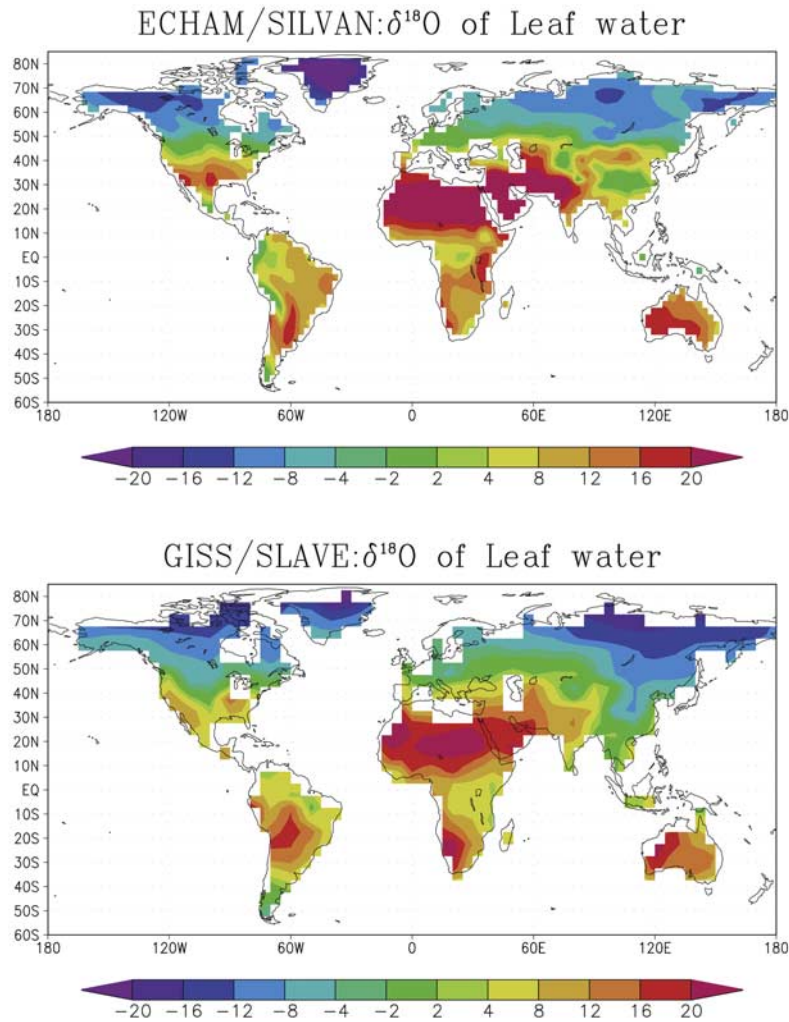 ECHAM/SILVAN:δ¹⁸O of Leaf water
80N
70N
60N
50N
40N
30N
20N
10N
EQ
10S
20S
30S
40S
50S
60S
180 120W 60W 0 60E 120E 180
−20 −16 −12 −8 −4 −2 2 4 8 12 16 20
GISS/SLAVE:δ¹⁸O of Leaf water
80N
70N
60N
50N
40N
30N
20N
10N
EQ
10S
20S
30S
40S
50S
60S
180 120W 60W 0 60E 120E 180
−20 −16 −12 −8 −4 −2 2 4 8 12 16 20